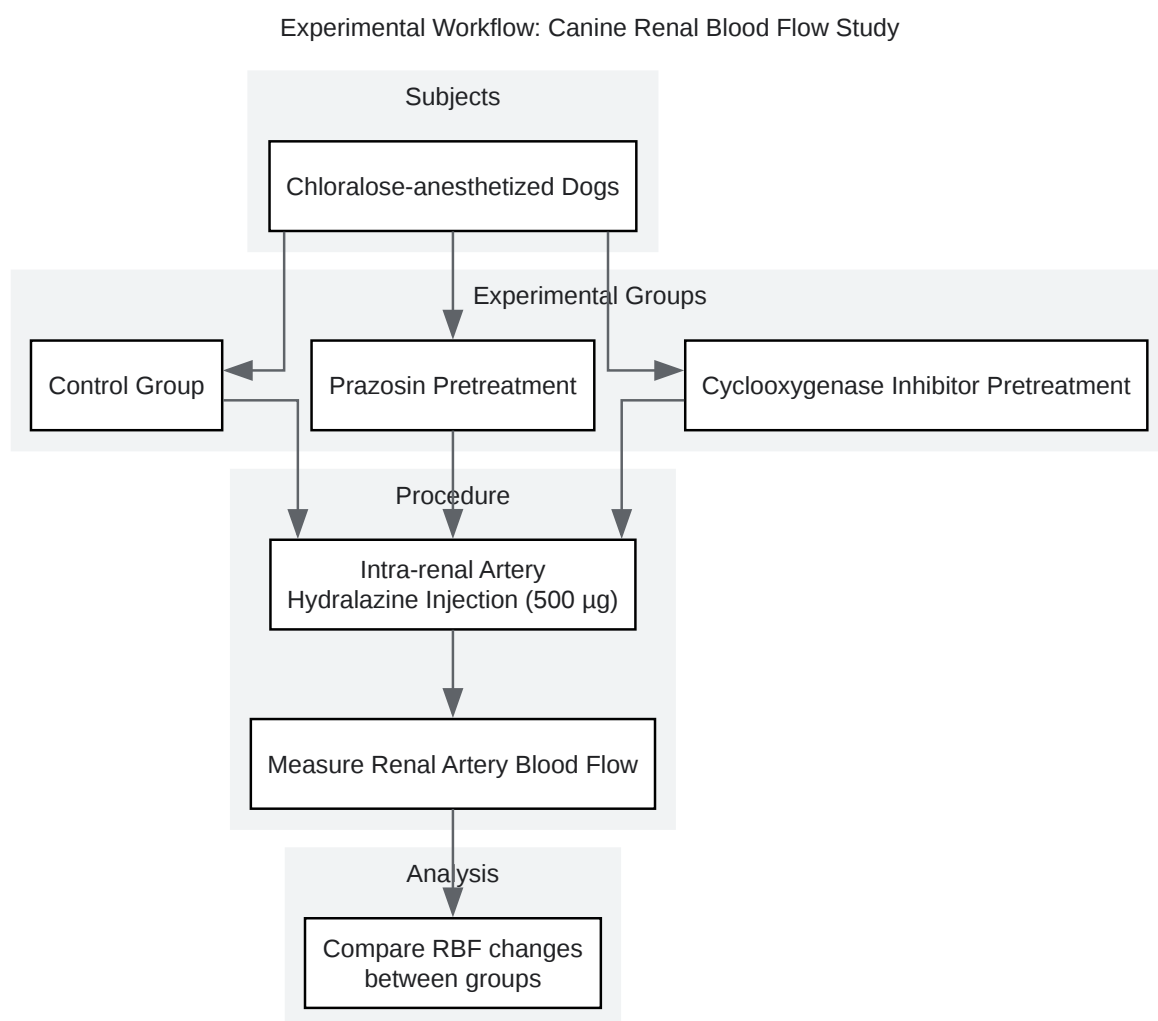 Experimental Workflow: Canine Renal Blood Flow Study
Subjects
Chloralose-anesthetized Dogs
Experimental Groups
Control Group
Prazosin Pretreatment
Cyclooxygenase Inhibitor Pretreatment
Procedure
Intra-renal Artery
Hydralazine Injection (500 µg)
Measure Renal Artery Blood Flow
Analysis
Compare RBF changes
between groups